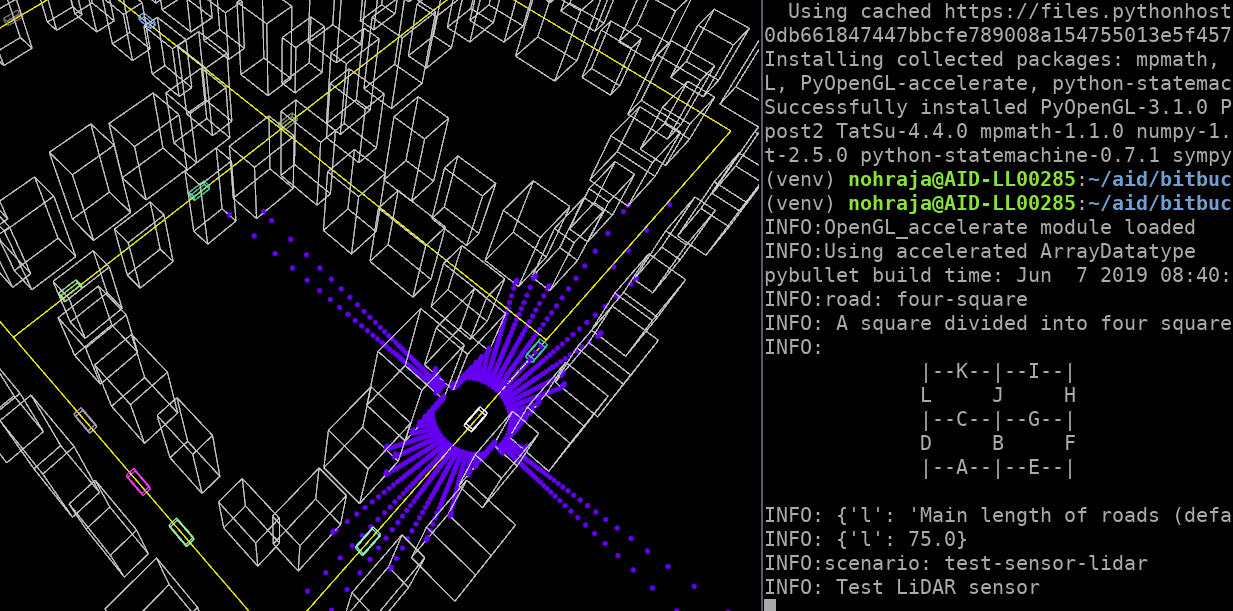 Using cached https://files.pythonhost
0db661847447bbcfe789008a154755013e5f457
Installing collected packages: mpmath,
L, PyOpenGL-accelerate, python-statemac
Successfully installed PyOpenGL-3.1.0 P
post2 TatSu-4.4.0 mpmath-1.1.0 numpy-1.
t-2.5.0 python-statemachine-0.7.1 sympy
(venv) nohraja@AID-LL00285:~/aid/bitbuc
(venv) nohraja@AID-LL00285:~/aid/bitbuc
INFO:OpenGL_accelerate module loaded
INFO:Using accelerated ArrayDatatype
pybullet build time: Jun  7 2019 08:40:
INFO:road: four-square
INFO: A square divided into four square
INFO:
             |--K--|--I--|
             L     J     H
             |--C--|--G--|
             D     B     F
             |--A--|--E--|
INFO: {'l': 'Main length of roads (defa
INFO: {'l': 75.0}
INFO:scenario: test-sensor-lidar
INFO: Test LiDAR sensor